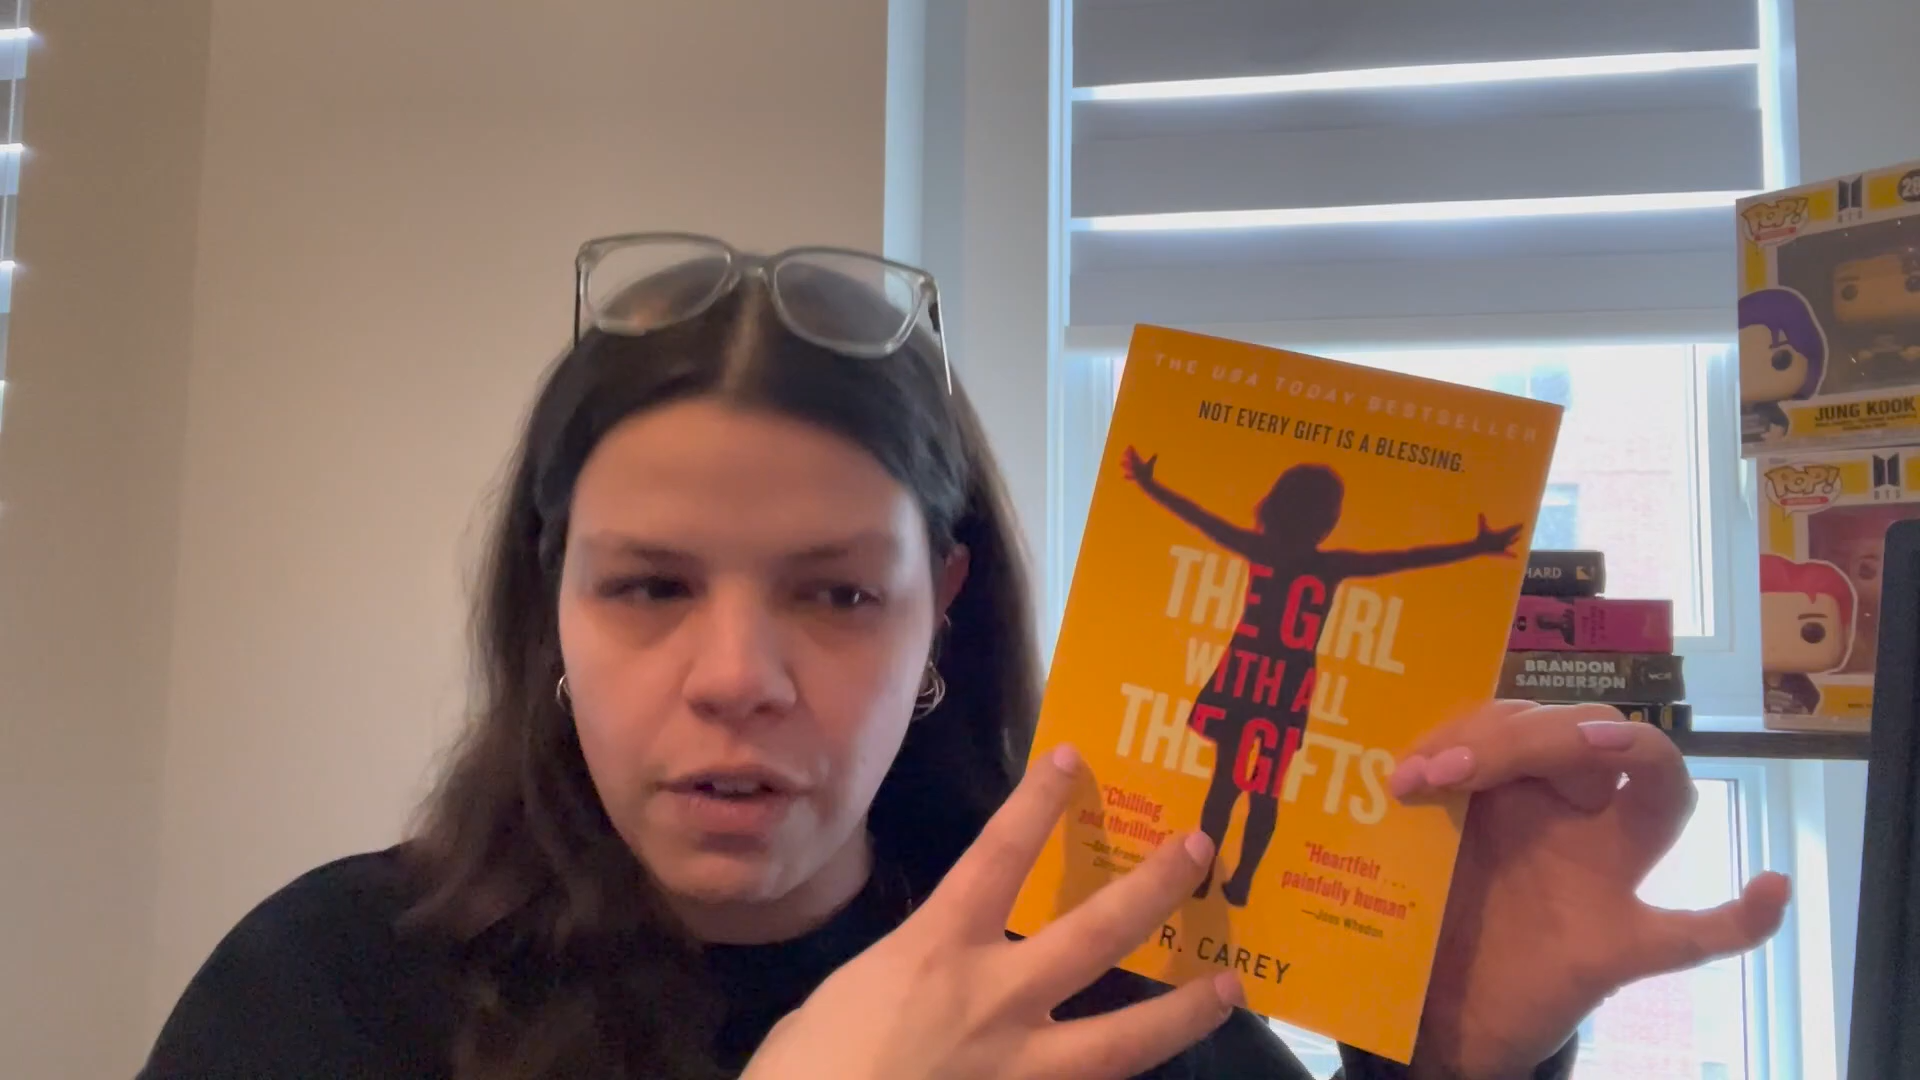 THE USA TODAY BESTSELLER
NOT EVERY GIFT IS A BLESSING.
THE GIRL
WITH ALL
THE GIFTS
"Chilling
and thrilling"
"Heartfelt...
painfully human"
—Joss Whedon
R. CAREY
POP!
BTS
28
JUNG KOOK
POP!
BTS
HARD
BRANDON
SANDERSON